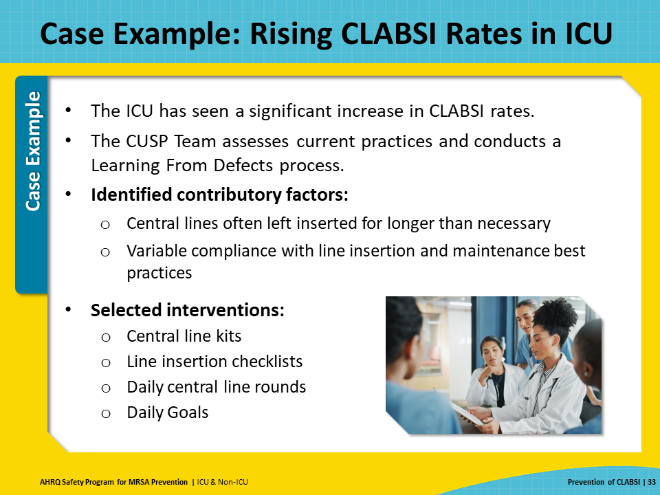 Case Example: Rising CLABSI Rates in ICU
Case Example
• The ICU has seen a significant increase in CLABSI rates.
• The CUSP Team assesses current practices and conducts a
Learning From Defects process.
• Identified contributory factors:
o Central lines often left inserted for longer than necessary
o Variable compliance with line insertion and maintenance best
practices
• Selected interventions:
o Central line kits
o Line insertion checklists
o Daily central line rounds
o Daily Goals
AHRQ Safety Program for MRSA Prevention | ICU & Non-ICU
Prevention of CLABSI | 33